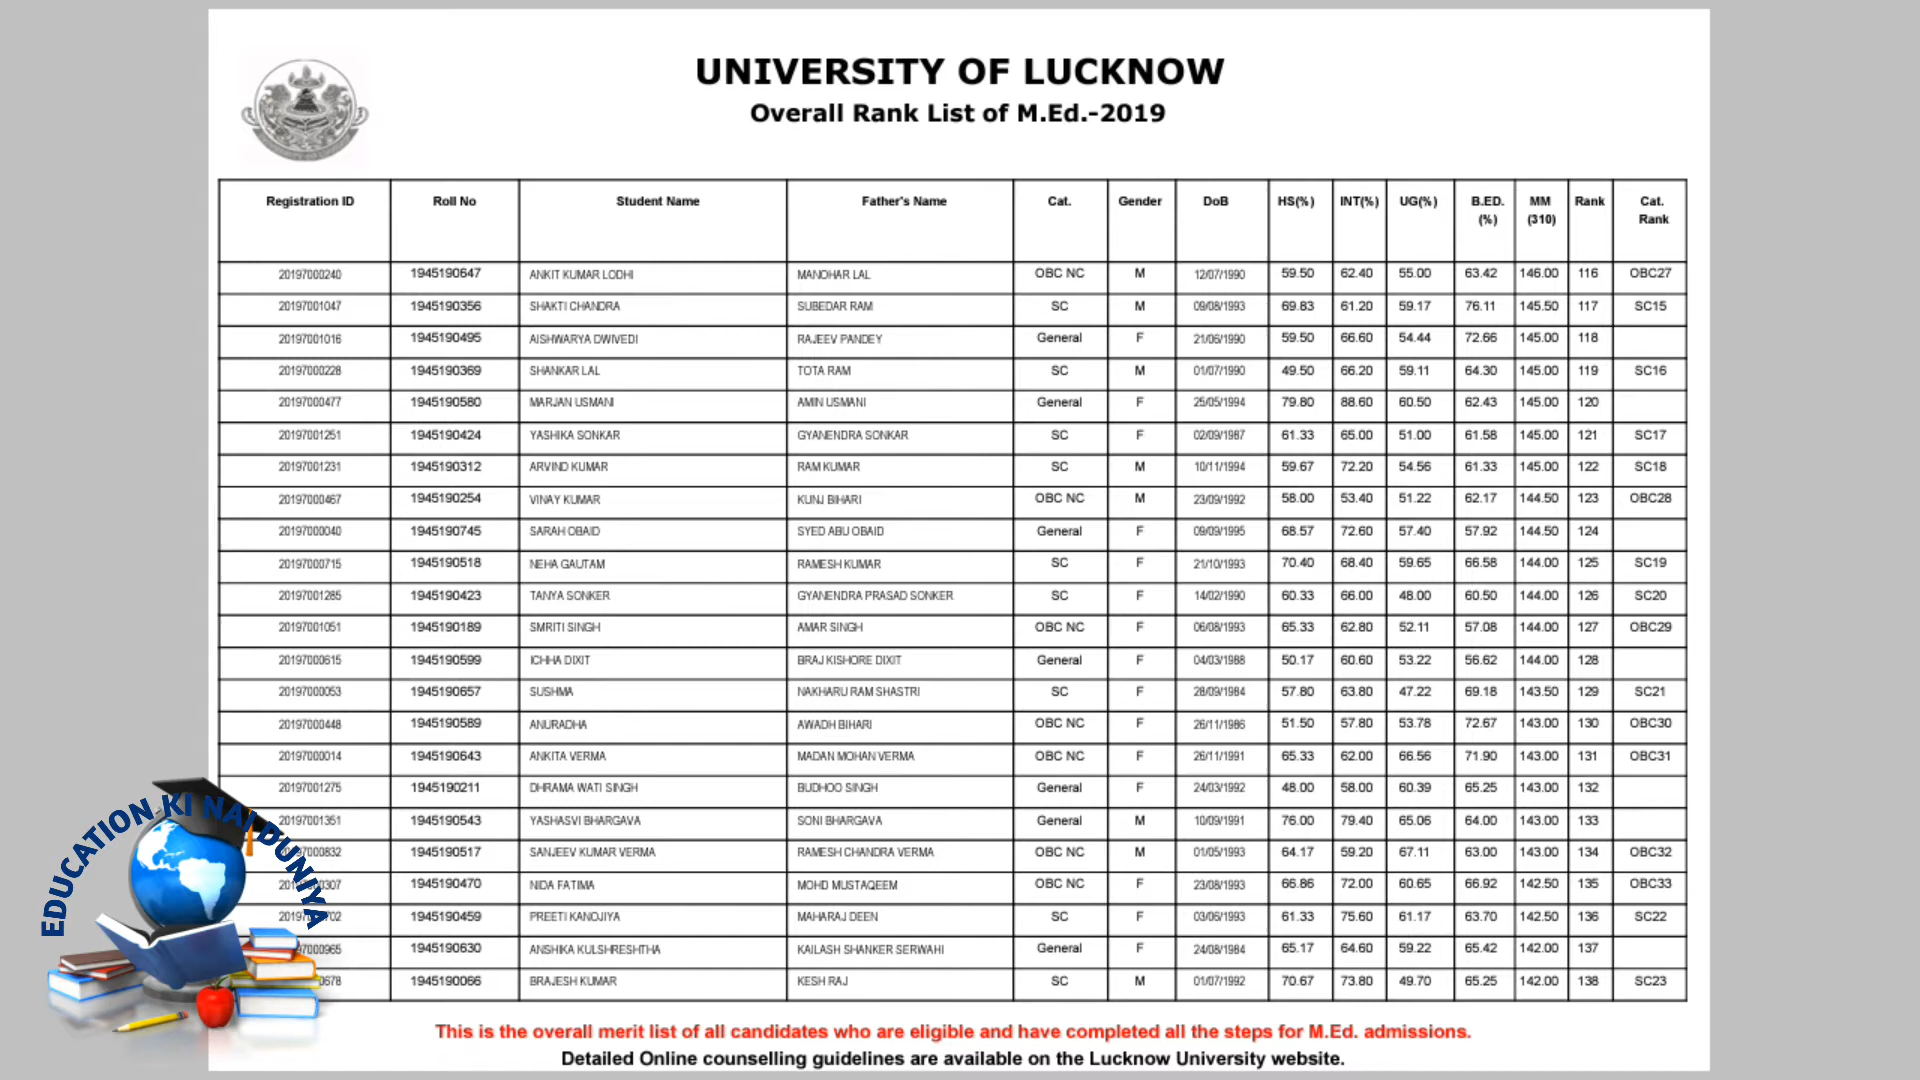 UNIVERSITY OF LUCKNOW
Overall Rank List of M.Ed.-2019
Registration ID Roll No Student Name Father's Name Cat. Gender DoB HS(%) INT(%) UG(%) B.ED. (%) MM (310) Rank Cat. Rank
20197000240 1945190647 ANKIT KUMAR LODHI MANOHAR LAL OBC NC M 12/07/1990 59.50 62.40 55.00 63.42 146.00 116 OBC27
20197001047 1945190356 SHAKTI CHANDRA SUBEDAR RAM SC M 09/08/1993 69.83 61.20 59.17 76.11 145.50 117 SC15
20197001016 1945190495 AISHWARYA DWIVEDI RAJEEV PANDEY General F 21/06/1990 59.50 66.60 54.44 72.66 145.00 118
20197000228 1945190369 SHANKAR LAL TOTA RAM SC M 01/07/1990 49.50 66.20 59.11 64.30 145.00 119 SC16
20197000477 1945190580 MARJAN USMANI AMIN USMANI General F 25/05/1994 79.80 88.60 60.50 62.43 145.00 120
20197001251 1945190424 YASHIKA SONKAR GYANENDRA SONKAR SC F 02/09/1987 61.33 65.00 51.00 61.58 145.00 121 SC17
20197001231 1945190312 ARVIND KUMAR RAM KUMAR SC M 10/11/1994 59.67 72.20 54.56 61.33 145.00 122 SC18
20197000467 1945190254 VINAY KUMAR KUNJ BIHARI OBC NC M 23/09/1992 58.00 53.40 51.22 62.17 144.50 123 OBC28
20197000040 1945190745 SARAH OBAID SYED ABU OBAID General F 09/09/1995 68.57 72.60 57.40 57.92 144.50 124
20197000715 1945190518 NEHA GAUTAM RAMESH KUMAR SC F 21/10/1993 70.40 68.40 59.65 66.58 144.00 125 SC19
20197001285 1945190423 TANYA SONKER GYANENDRA PRASAD SONKER SC F 14/02/1990 60.33 66.00 48.00 60.50 144.00 126 SC20
20197001051 1945190189 SMRITI SINGH AMAR SINGH OBC NC F 06/08/1993 65.33 62.80 52.11 57.08 144.00 127 OBC29
20197000615 1945190599 ICHHA DIXIT BRAJ KISHORE DIXIT General F 04/03/1988 50.17 60.60 53.22 56.62 144.00 128
20197000053 1945190657 SUSHMA NAKHARU RAM SHASTRI SC F 28/09/1984 57.80 63.80 47.22 69.18 143.50 129 SC21
20197000448 1945190589 ANURADHA AWADH BIHARI OBC NC F 26/11/1986 51.50 57.80 53.78 72.67 143.00 130 OBC30
20197000014 1945190643 ANKITA VERMA MADAN MOHAN VERMA OBC NC F 26/11/1991 65.33 62.00 66.56 71.90 143.00 131 OBC31
20197001275 1945190211 DHRAMA WATI SINGH BUDHOO SINGH General F 24/03/1992 48.00 58.00 60.39 65.25 143.00 132
1945190543 YASHASVI BHARGAVA SONI BHARGAVA General M 10/09/1991 76.00 79.40 65.06 64.00 143.00 133
1945190517 SANJEEV KUMAR VERMA RAMESH CHANDRA VERMA OBC NC M 01/05/1993 64.17 59.20 67.11 63.00 143.00 134 OBC32
1945190470 NIDA FATIMA MOHD MUSTAQEEM OBC NC F 23/08/1993 66.86 72.00 60.65 66.92 142.50 135 OBC33
1945190459 PREETI KANOJIYA MAHARAJ DEEN SC F 03/06/1993 61.33 75.60 61.17 63.70 142.50 136 SC22
1945190630 ANSHIKA KULSHRESHTHA KAILASH SHANKER SERWAHI General F 24/08/1984 65.17 64.60 59.22 65.42 142.00 137
1945190066 BRAJESH KUMAR KESH RAJ SC M 01/07/1992 70.67 73.80 49.70 65.25 142.00 138 SC23
EDUCATION KI NAI DUNIYA
This is the overall merit list of all candidates who are eligible and have completed all the steps for M.Ed. admissions.
Detailed Online counselling guidelines are available on the Lucknow University website.